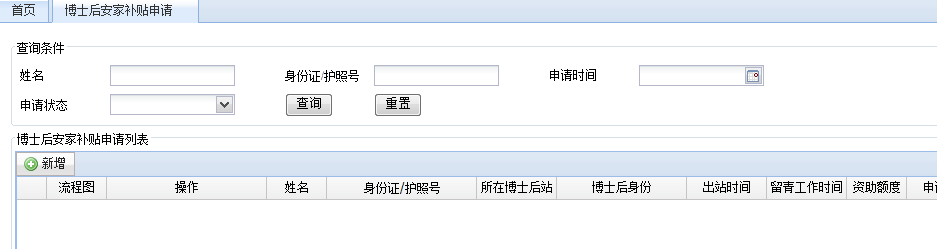 首页 博士后安家补贴申请
查询条件
姓名 身份证/护照号 申请时间
申请状态 查询 重置
博士后安家补贴申请列表
新增
流程图 操作 姓名 身份证/护照号 所在博士后站 博士后身份 出站时间 留青工作时间 资助额度 申